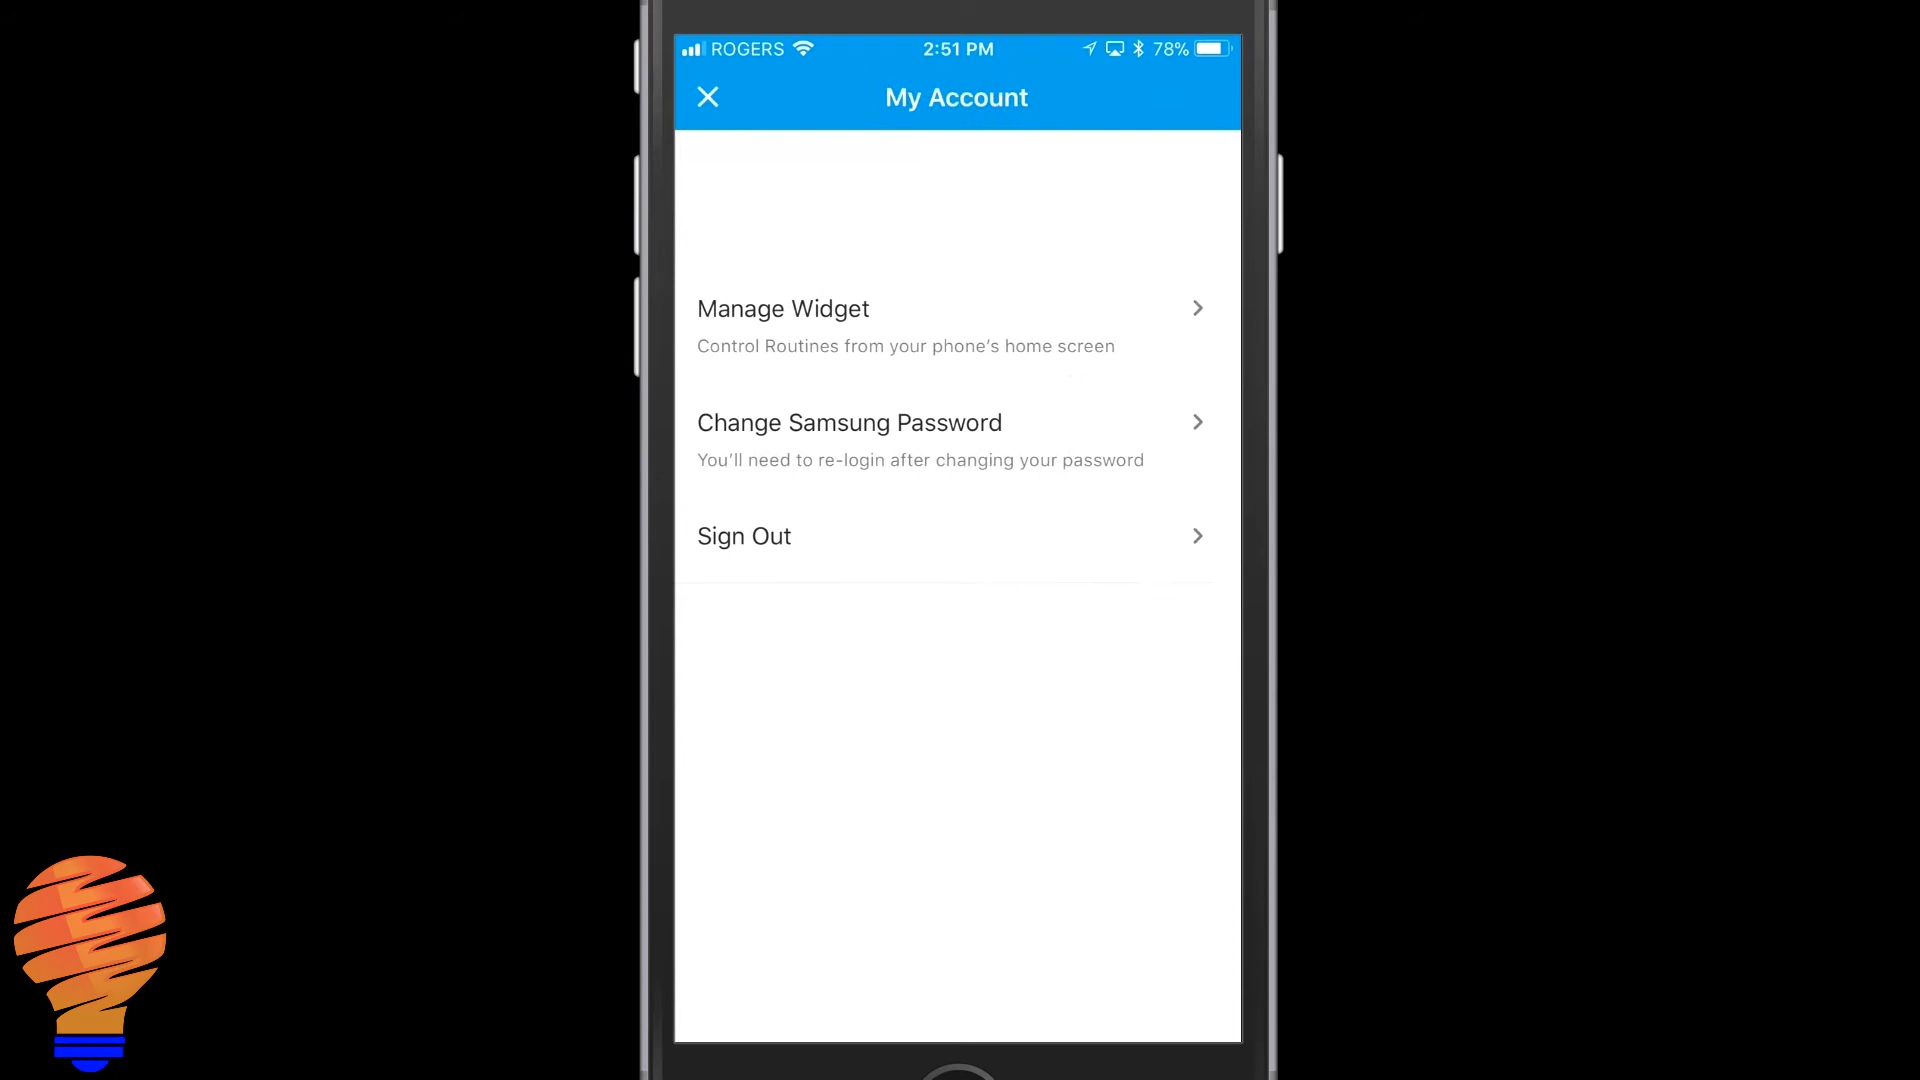 ROGERS 2:51 PM 78%
My Account
Manage Widget
Control Routines from your phone’s home screen
Change Samsung Password
You’ll need to re-login after changing your password
Sign Out